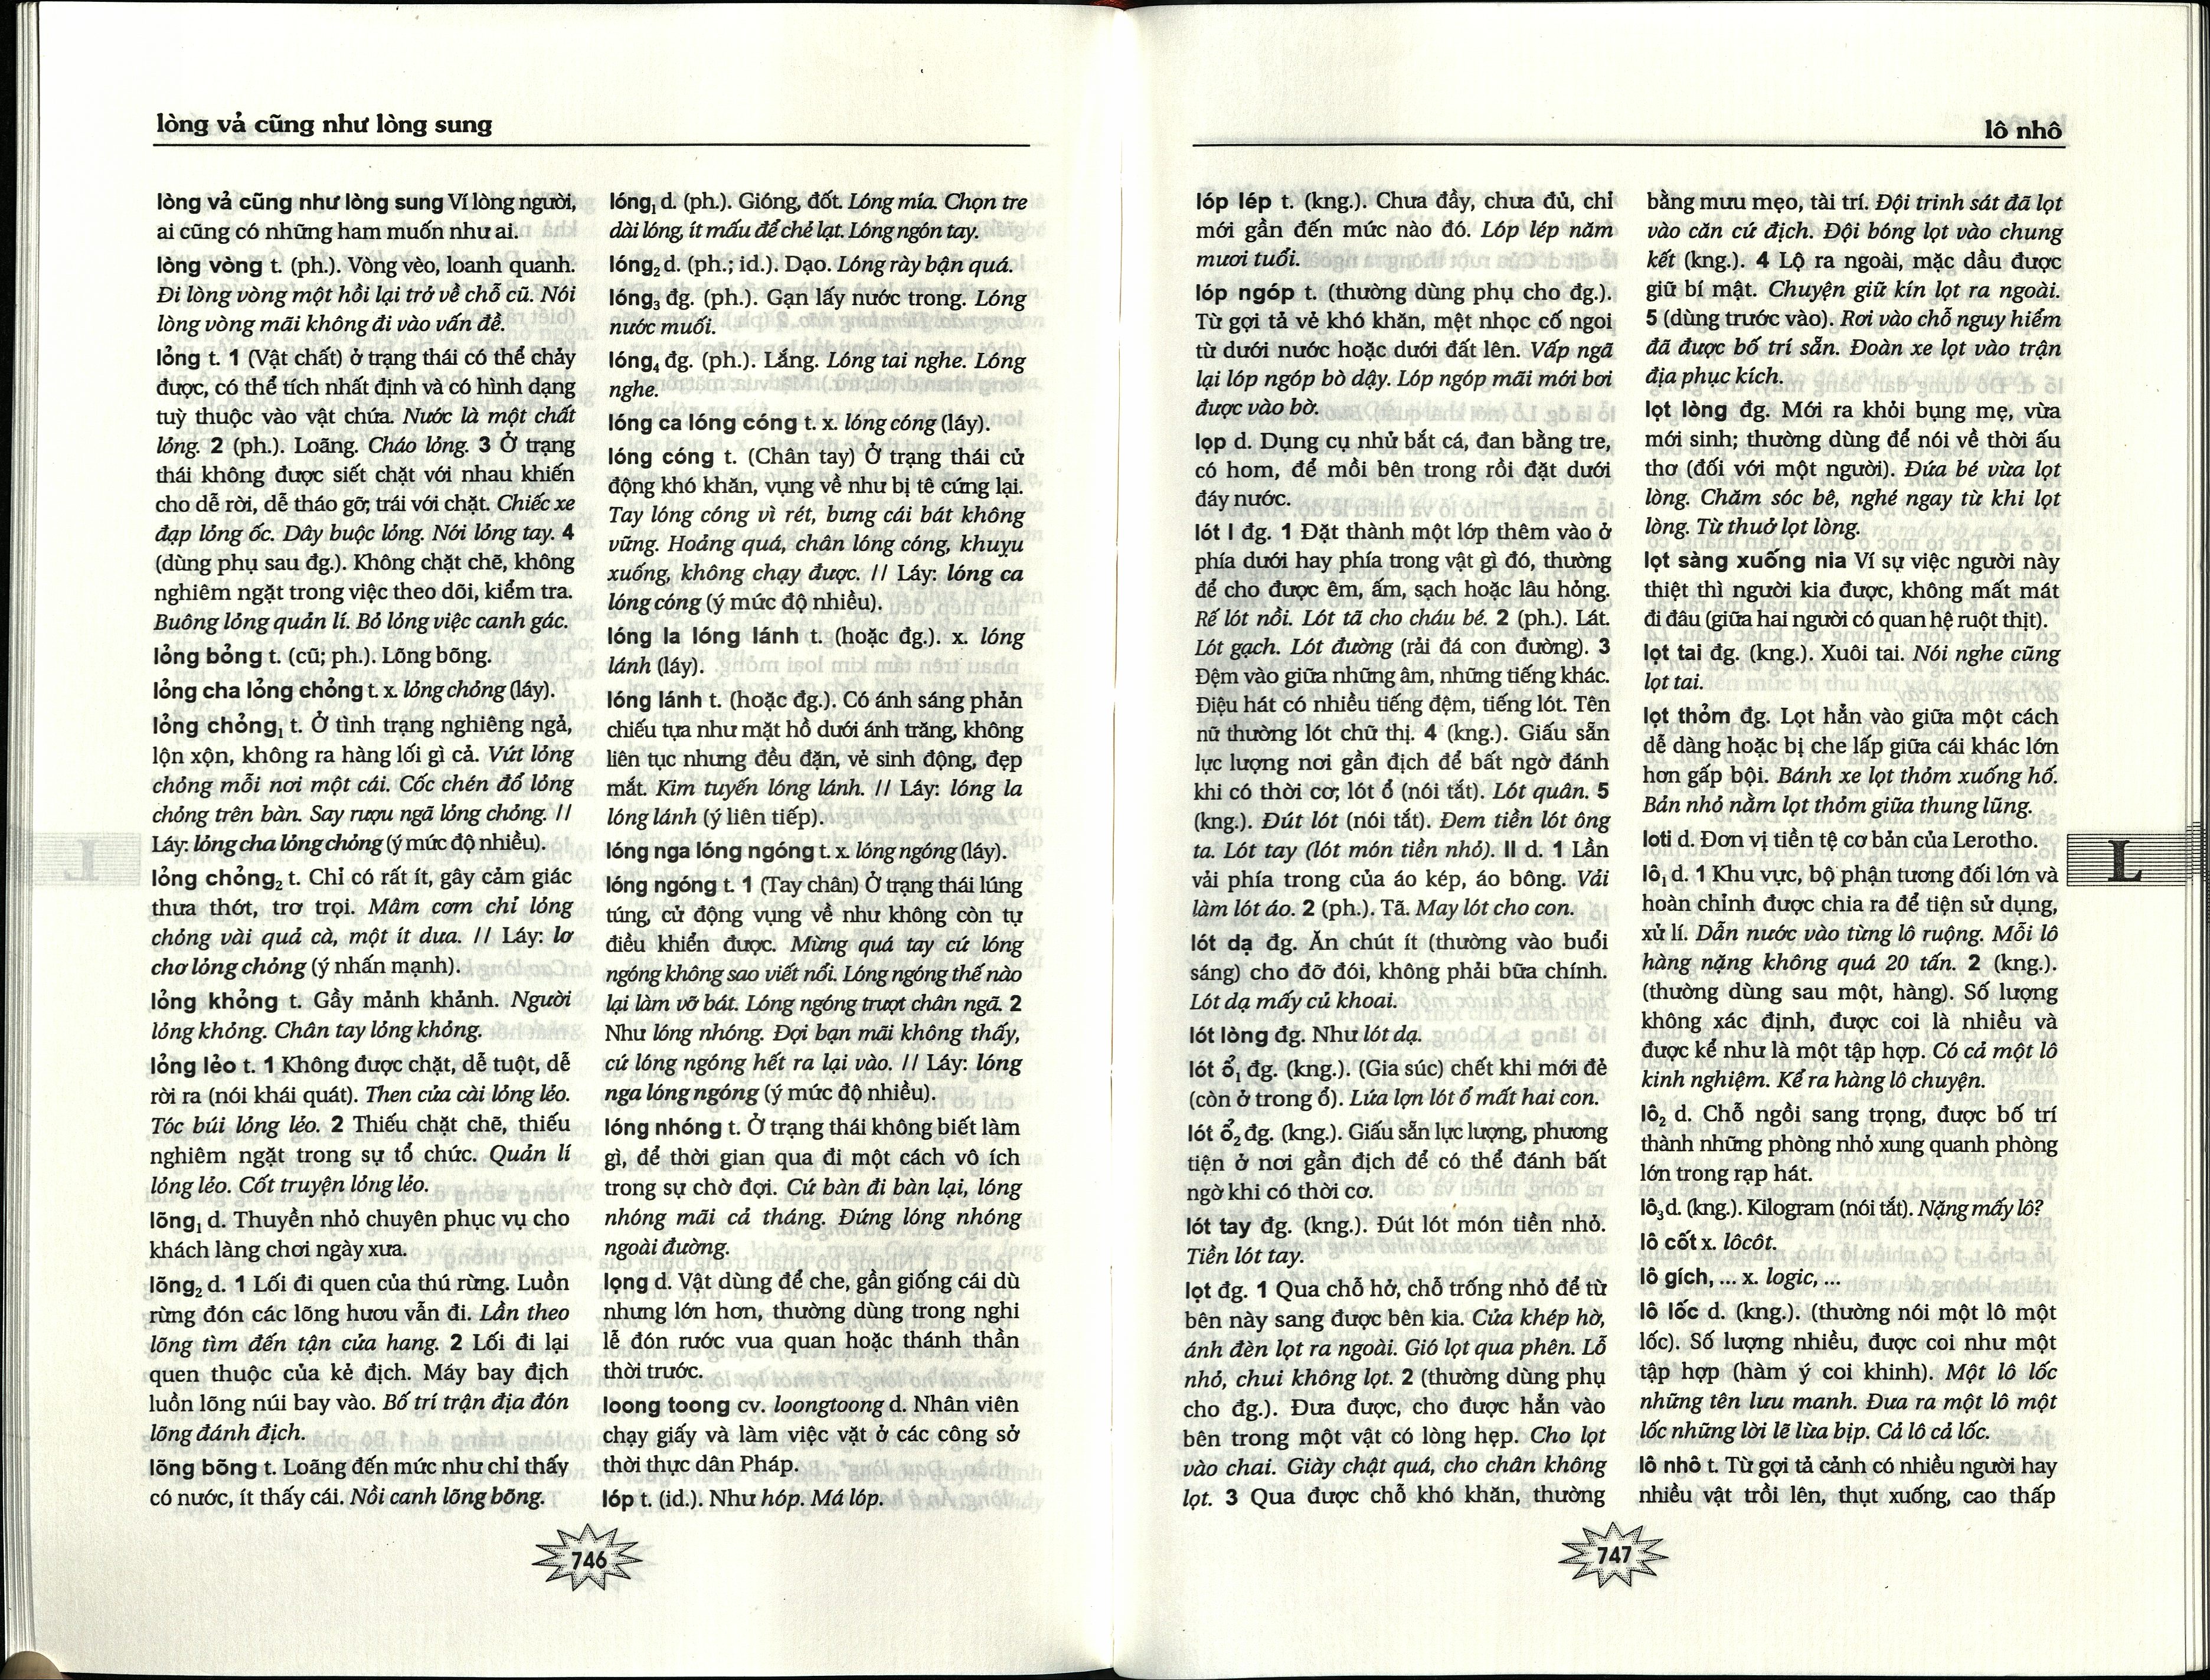 lòng vả cũng như lòng sung
lòng vả cũng như lòng sung Ví lòng người,
ai cũng có những ham muốn như ai.
lòng vòng t. (ph.). Vòng vèo, loanh quanh.
Đi lòng vòng một hồi lại trở về chỗ cũ. Nói
lòng vòng mãi không đi vào vấn đề.
lỏng t. 1 (Vật chất) ở trạng thái có thể chảy
được, có thể tích nhất định và có hình dạng
tuỳ thuộc vào vật chứa. Nước là một chất
lỏng. 2 (ph.). Loãng. Cháo lỏng. 3 Ở trạng
thái không được siết chặt với nhau khiến
cho dễ rời, dễ tháo gỡ; trái với chặt. Chiếc xe
đạp lỏng ốc. Dây buộc lỏng. Nới lỏng tay. 4
(dùng phụ sau đg.). Không chặt chẽ, không
nghiêm ngặt trong việc theo dõi, kiểm tra.
Buông lỏng quản lí. Bỏ lỏng việc canh gác.
lỏng bỏng t. (cũ; ph.). Lõng bõng.
lỏng cha lỏng chỏng t. x. lỏng chỏng (láy).
lỏng chỏng₁ t. Ở tình trạng nghiêng ngả,
lộn xộn, không ra hàng lối gì cả. Vứt lỏng
chỏng mỗi nơi một cái. Cốc chén đổ lỏng
chỏng trên bàn. Say rượu ngã lỏng chỏng. //
Láy: lỏng cha lỏng chỏng (ý mức độ nhiều).
lỏng chỏng₂ t. Chỉ có rất ít, gây cảm giác
thưa thớt, trơ trọi. Mâm cơm chỉ lỏng
chỏng vài quả cà, một ít dưa. // Láy: lơ
chơ lỏng chỏng (ý nhấn mạnh).
lỏng khỏng t. Gầy mảnh khảnh. Người
lỏng khỏng. Chân tay lỏng khỏng.
lỏng lẻo t. 1 Không được chặt, dễ tuột, dễ
rời ra (nói khái quát). Then cửa cài lỏng lẻo.
Tóc búi lỏng lẻo. 2 Thiếu chặt chẽ, thiếu
nghiêm ngặt trong sự tổ chức. Quản lí
lỏng lẻo. Cốt truyện lỏng lẻo.
lõng₁ d. Thuyền nhỏ chuyên phục vụ cho
khách làng chơi ngày xưa.
lõng₂ d. 1 Lối đi quen của thú rừng. Luồn
rừng đón các lõng hươu vẫn đi. Lần theo
lõng tìm đến tận cửa hang. 2 Lối đi lại
quen thuộc của kẻ địch. Máy bay địch
luồn lõng núi bay vào. Bố trí trận địa đón
lõng đánh địch.
lõng bõng t. Loãng đến mức như chỉ thấy
có nước, ít thấy cái. Nồi canh lõng bõng.
lóng₁ d. (ph.). Gióng, đốt. Lóng mía. Chọn tre
dài lóng, ít mấu để chẻ lạt. Lóng ngón tay.
lóng₂ d. (ph.; id.). Dạo. Lóng rày bận quá.
lóng₃ đg. (ph.). Gạn lấy nước trong. Lóng
nước muối.
lóng₄ đg. (ph.). Lắng. Lóng tai nghe. Lóng
nghe.
lóng ca lóng cóng t. x. lóng cóng (láy).
lóng cóng t. (Chân tay) Ở trạng thái cử
động khó khăn, vụng về như bị tê cứng lại.
Tay lóng cóng vì rét, bưng cái bát không
vững. Hoảng quá, chân lóng cóng, khuỵu
xuống, không chạy được. // Láy: lóng ca
lóng cóng (ý mức độ nhiều).
lóng la lóng lánh t. (hoặc đg.). x. lóng
lánh (láy).
lóng lánh t. (hoặc đg.). Có ánh sáng phản
chiếu tựa như mặt hồ dưới ánh trăng, không
liên tục nhưng đều đặn, vẻ sinh động, đẹp
mắt. Kim tuyến lóng lánh. // Láy: lóng la
lóng lánh (ý liên tiếp).
lóng nga lóng ngóng t. x. lóng ngóng (láy).
lóng ngóng t. 1 (Tay chân) Ở trạng thái lúng
túng, cử động vụng về như không còn tự
điều khiển được. Mừng quá tay cứ lóng
ngóng không sao viết nổi. Lóng ngóng thế nào
lại làm vỡ bát. Lóng ngóng trượt chân ngã. 2
Như lóng nhóng. Đợi bạn mãi không thấy,
cứ lóng ngóng hết ra lại vào. // Láy: lóng
nga lóng ngóng (ý mức độ nhiều).
lóng nhóng t. Ở trạng thái không biết làm
gì, để thời gian qua đi một cách vô ích
trong sự chờ đợi. Cứ bàn đi bàn lại, lóng
nhóng mãi cả tháng. Đứng lóng nhóng
ngoài đường.
lọng d. Vật dùng để che, gần giống cái dù
nhưng lớn hơn, thường dùng trong nghi
lễ đón rước vua quan hoặc thánh thần
thời trước.
loong toong cv. loongtoong d. Nhân viên
chạy giấy và làm việc vặt ở các công sở
thời thực dân Pháp.
lóp t. (id.). Như hóp. Má lóp.
746
lô nhô
lóp lép t. (kng.). Chưa đầy, chưa đủ, chỉ
mới gần đến mức nào đó. Lóp lép năm
mươi tuổi.
lóp ngóp t. (thường dùng phụ cho đg.).
Từ gợi tả vẻ khó khăn, mệt nhọc cố ngoi
từ dưới nước hoặc dưới đất lên. Vấp ngã
lại lóp ngóp bò dậy. Lóp ngóp mãi mới bơi
được vào bờ.
lọp d. Dụng cụ nhử bắt cá, đan bằng tre,
có hom, để mồi bên trong rồi đặt dưới
đáy nước.
lót I đg. 1 Đặt thành một lớp thêm vào ở
phía dưới hay phía trong vật gì đó, thường
để cho được êm, ấm, sạch hoặc lâu hỏng.
Rế lót nồi. Lót tã cho cháu bé. 2 (ph.). Lát.
Lót gạch. Lót đường (rải đá con đường). 3
Đệm vào giữa những âm, những tiếng khác.
Điệu hát có nhiều tiếng đệm, tiếng lót. Tên
nữ thường lót chữ thị. 4 (kng.). Giấu sẵn
lực lượng nơi gần địch để bất ngờ đánh
khi có thời cơ; lót ổ (nói tắt). Lót quân. 5
(kng.). Đút lót (nói tắt). Đem tiền lót ông
ta. Lót tay (lót món tiền nhỏ). II d. 1 Lần
vải phía trong của áo kép, áo bông. Vải
làm lót áo. 2 (ph.). Tã. May lót cho con.
lót dạ đg. Ăn chút ít (thường vào buổi
sáng) cho đỡ đói, không phải bữa chính.
Lót dạ mấy củ khoai.
lót lòng đg. Như lót dạ.
lót ổ₁ đg. (kng.). (Gia súc) chết khi mới đẻ
(còn ở trong ổ). Lứa lợn lót ổ mất hai con.
lót ổ₂ đg. (kng.). Giấu sẵn lực lượng, phương
tiện ở nơi gần địch để có thể đánh bất
ngờ khi có thời cơ.
lót tay đg. (kng.). Đút lót món tiền nhỏ.
Tiền lót tay.
lọt đg. 1 Qua chỗ hở, chỗ trống nhỏ để từ
bên này sang được bên kia. Cửa khép hờ,
ánh đèn lọt ra ngoài. Gió lọt qua phên. Lỗ
nhỏ, chui không lọt. 2 (thường dùng phụ
cho đg.). Đưa được, cho được hẳn vào
bên trong một vật có lòng hẹp. Cho lọt
vào chai. Giày chật quá, cho chân không
lọt. 3 Qua được chỗ khó khăn, thường
bằng mưu mẹo, tài trí. Đội trinh sát đã lọt
vào căn cứ địch. Đội bóng lọt vào chung
kết (kng.). 4 Lộ ra ngoài, mặc dầu được
giữ bí mật. Chuyện giữ kín lọt ra ngoài.
5 (dùng trước vào). Rơi vào chỗ nguy hiểm
đã được bố trí sẵn. Đoàn xe lọt vào trận
địa phục kích.
lọt lòng đg. Mới ra khỏi bụng mẹ, vừa
mới sinh; thường dùng để nói về thời ấu
thơ (đối với một người). Đứa bé vừa lọt
lòng. Chăm sóc bê, nghé ngay từ khi lọt
lòng. Từ thuở lọt lòng.
lọt sàng xuống nia Ví sự việc người này
thiệt thì người kia được, không mất mát
đi đâu (giữa hai người có quan hệ ruột thịt).
lọt tai đg. (kng.). Xuôi tai. Nói nghe cũng
lọt tai.
lọt thỏm đg. Lọt hẳn vào giữa một cách
dễ dàng hoặc bị che lấp giữa cái khác lớn
hơn gấp bội. Bánh xe lọt thỏm xuống hố.
Bản nhỏ nằm lọt thỏm giữa thung lũng.
loti d. Đơn vị tiền tệ cơ bản của Lerotho.
lô₁ d. 1 Khu vực, bộ phận tương đối lớn và
hoàn chỉnh được chia ra để tiện sử dụng,
xử lí. Dẫn nước vào từng lô ruộng. Mỗi lô
hàng nặng không quá 20 tấn. 2 (kng.).
(thường dùng sau một, hàng). Số lượng
không xác định, được coi là nhiều và
được kể như là một tập hợp. Có cả một lô
kinh nghiệm. Kể ra hàng lô chuyện.
lô₂ d. Chỗ ngồi sang trọng, được bố trí
thành những phòng nhỏ xung quanh phòng
lớn trong rạp hát.
lô₃ d. (kng.). Kilogram (nói tắt). Nặng mấy lô?
lô cốt x. lôcôt.
lô gích, ... x. logic, ...
lô lốc d. (kng.). (thường nói một lô một
lốc). Số lượng nhiều, được coi như một
tập hợp (hàm ý coi khinh). Một lô lốc
những tên lưu manh. Đưa ra một lô một
lốc những lời lẽ lừa bịp. Cả lô cả lốc.
lô nhô t. Từ gợi tả cảnh có nhiều người hay
nhiều vật trồi lên, thụt xuống, cao thấp
L
747